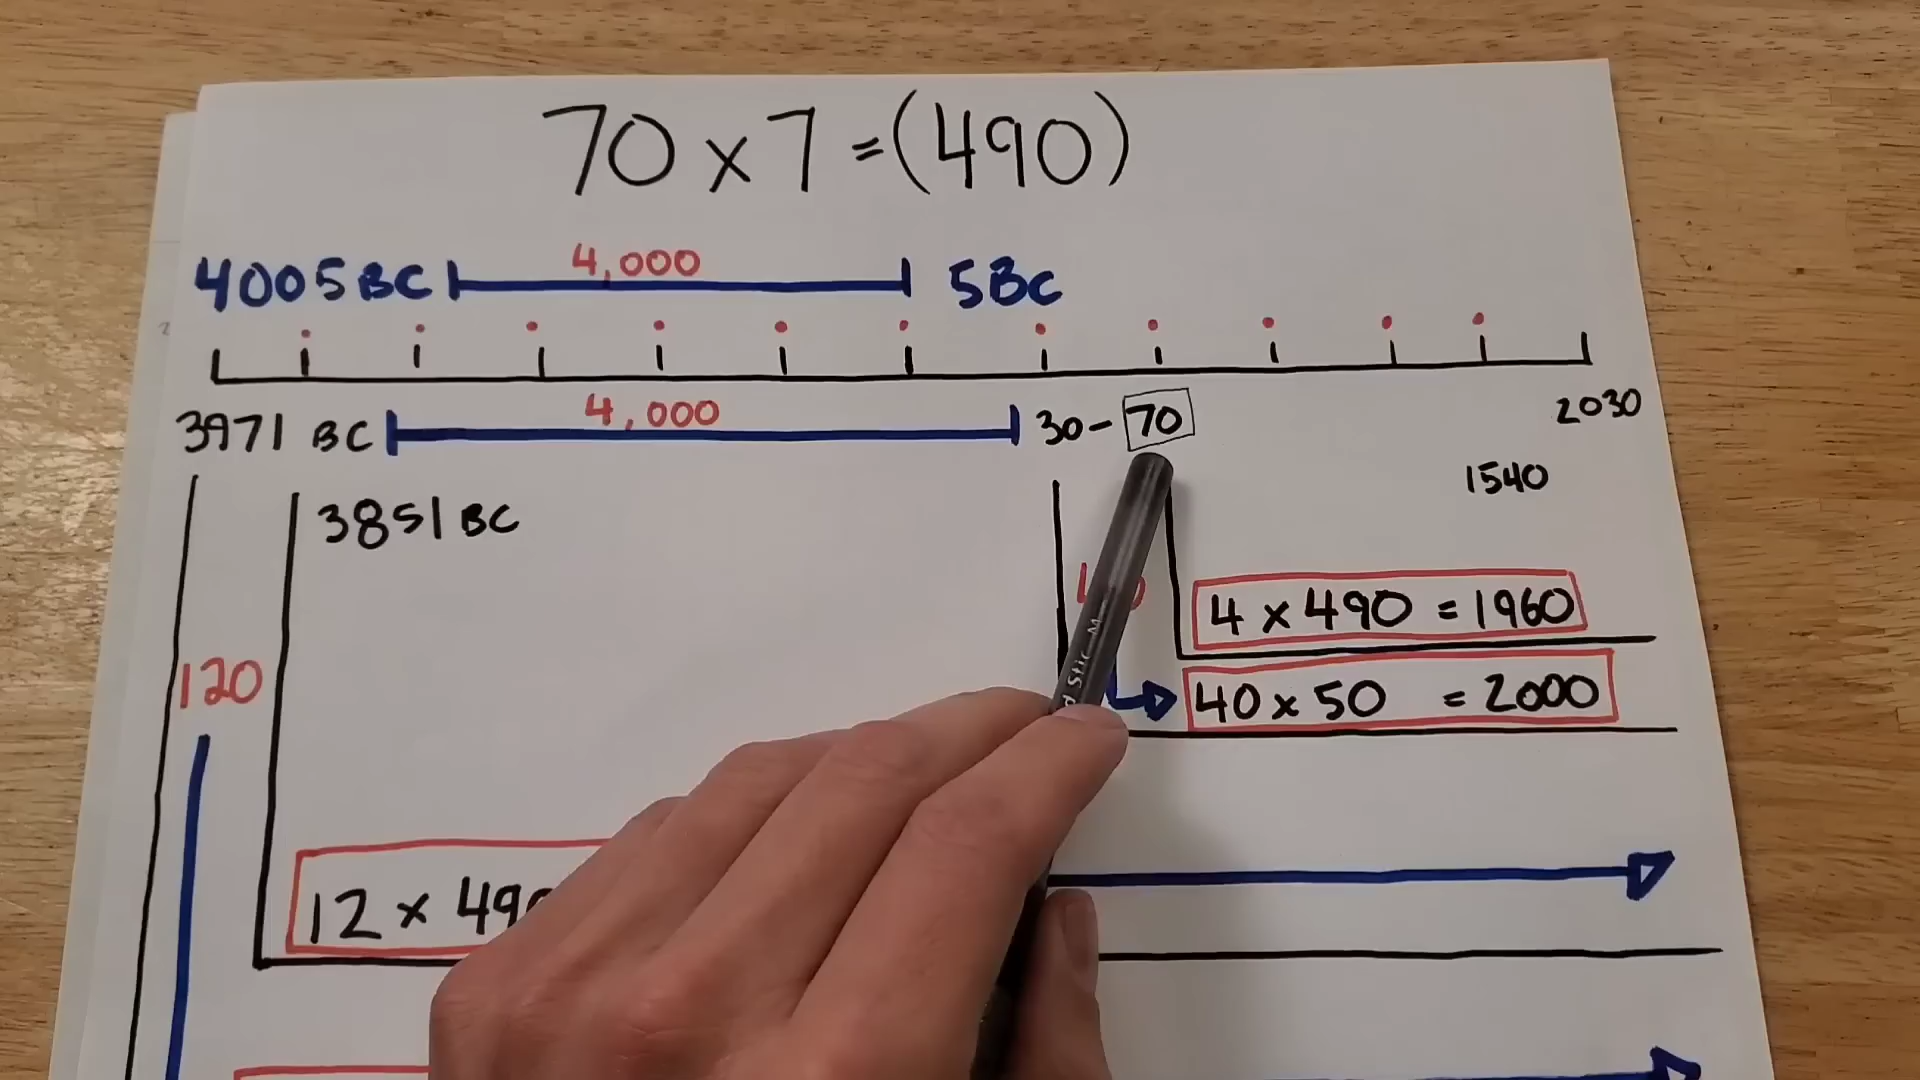 70 x 7 = (490)
4005 BC 4,000 5BC
3971 BC 4,000 30 - 70 2030
3851 BC 1540
4 x 490 = 1960
120 40 x 50 = 2000
12 x